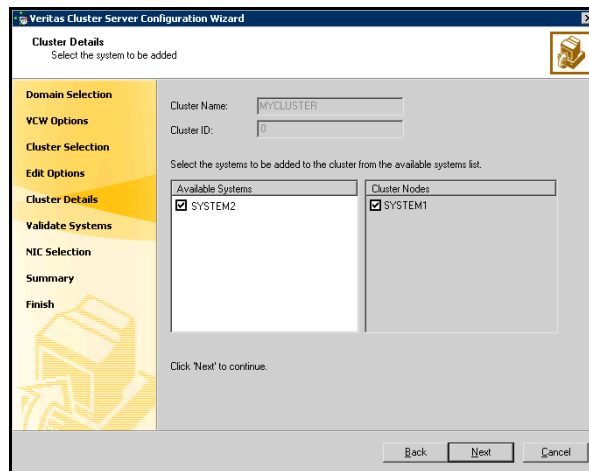 Veritas Cluster Server Configuration Wizard
Cluster Details
Select the system to be added
Domain Selection
VCW Options
Cluster Selection
Edit Options
Cluster Details
Validate Systems
NIC Selection
Summary
Finish
Cluster Name: MYCLUSTER
Cluster ID: 0
Select the systems to be added to the cluster from the available systems list.
Available Systems
SYSTEM2
Cluster Nodes
SYSTEM1
Click 'Next' to continue.
Back Next Cancel